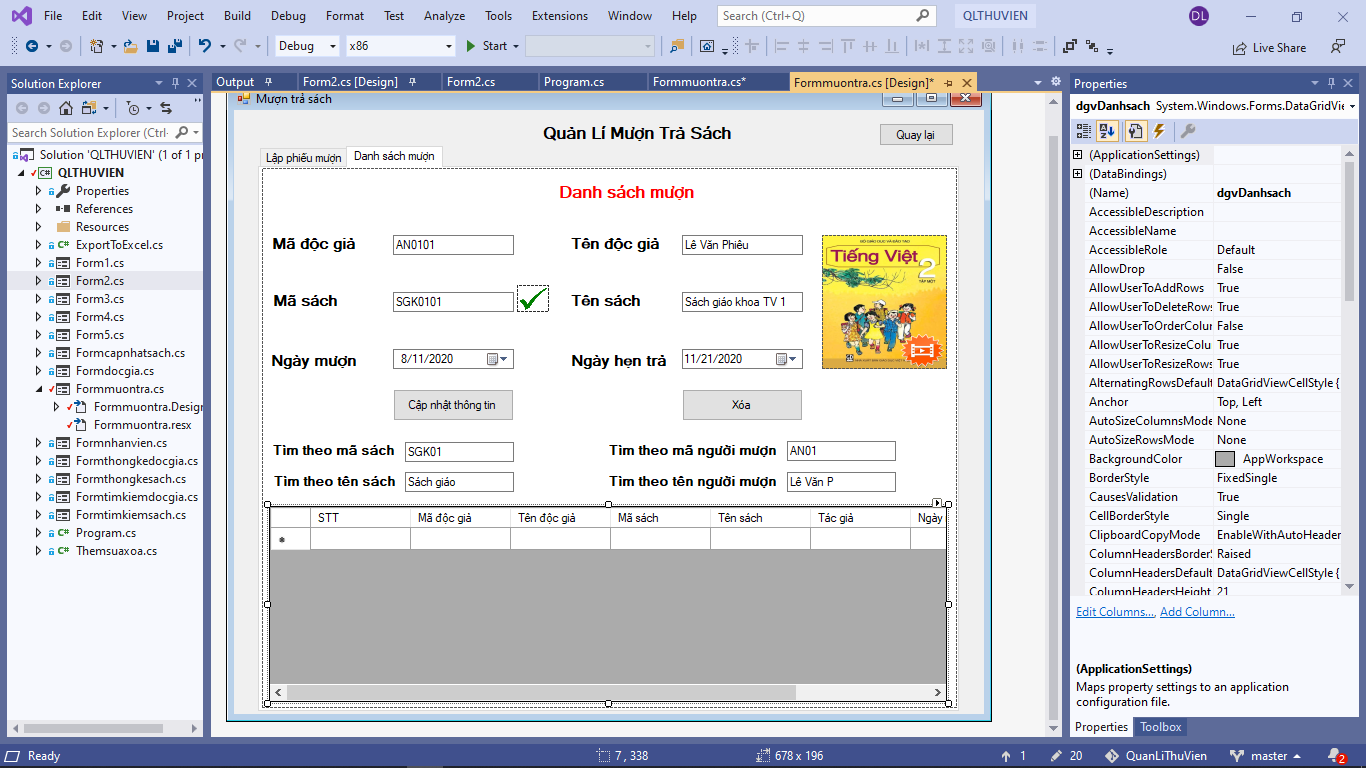 File Edit View Project Build Debug Format Test Analyze Tools Extensions Window Help Search (Ctrl+Q) QLTHUVIEN DL
Debug x86 Start Live Share
Solution Explorer
Search Solution Explorer (Ctrl-
Solution 'QLTHUVIEN' (1 of 1 pr
QLTHUVIEN
Properties
References
Resources
ExportToExcel.cs
Form1.cs
Form2.cs
Form3.cs
Form4.cs
Form5.cs
Formcapnhatsach.cs
Formdocgia.cs
Formmuontra.cs
Formmuontra.Desigr
Formmuontra.resx
Formnhanvien.cs
Formthongkedocgia.cs
Formthongkesach.cs
Formtimkiemdocgia.cs
Formtimkiemsach.cs
Program.cs
Themsuaxoa.cs
Output Form2.cs [Design] Form2.cs Program.cs Formmuontra.cs* Formmuontra.cs [Design]*
Mượn trả sách
Quản Lí Mượn Trả Sách Quay lại
Lập phiếu mượn Danh sách mượn
Danh sách mượn
Mã độc giả AN0101 Tên độc giả Lê Văn Phiêu
Mã sách SGK0101 Tên sách Sách giáo khoa TV 1
Ngày mượn 8/11/2020 Ngày hẹn trả 11/21/2020
BỘ GIÁO DỤC VÀ ĐÀO TẠO
Tiếng Việt
2
TẬP MỘT
Cập nhật thông tin Xóa
Tìm theo mã sách SGK01 Tìm theo mã người mượn AN01
Tìm theo tên sách Sách giáo Tìm theo tên người mượn Lê Văn P
STT Mã độc giả Tên độc giả Mã sách Tên sách Tác giả Ngày
Properties
dgvDanhsach System.Windows.Forms.DataGridVie
(ApplicationSettings)
(DataBindings)
(Name) dgvDanhsach
AccessibleDescription
AccessibleName
AccessibleRole Default
AllowDrop False
AllowUserToAddRows True
AllowUserToDeleteRows True
AllowUserToOrderColur False
AllowUserToResizeColu True
AllowUserToResizeRows True
AlternatingRowsDefault DataGridViewCellStyle {
Anchor Top, Left
AutoSizeColumnsMode None
AutoSizeRowsMode None
BackgroundColor AppWorkspace
BorderStyle FixedSingle
CausesValidation True
CellBorderStyle Single
ClipboardCopyMode EnableWithAutoHeader
ColumnHeadersBorderS Raised
ColumnHeadersDefault DataGridViewCellStyle {
ColumnHeadersHeight 21
Edit Columns..., Add Column...
(ApplicationSettings)
Maps property settings to an application
configuration file.
Properties Toolbox
Ready 7 , 338 678 x 196 1 20 QuanLiThuVien master 2